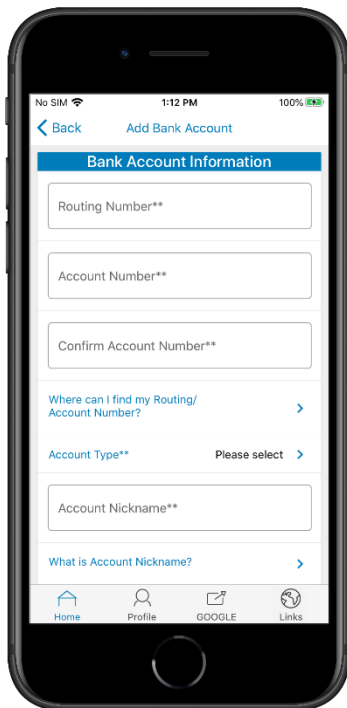 No SIM 1:12 PM 100%
Back Add Bank Account
Bank Account Information
Routing Number**
Account Number**
Confirm Account Number**
Where can I find my Routing/
Account Number?
Account Type** Please select
Account Nickname**
What is Account Nickname?
Home Profile GOOGLE Links